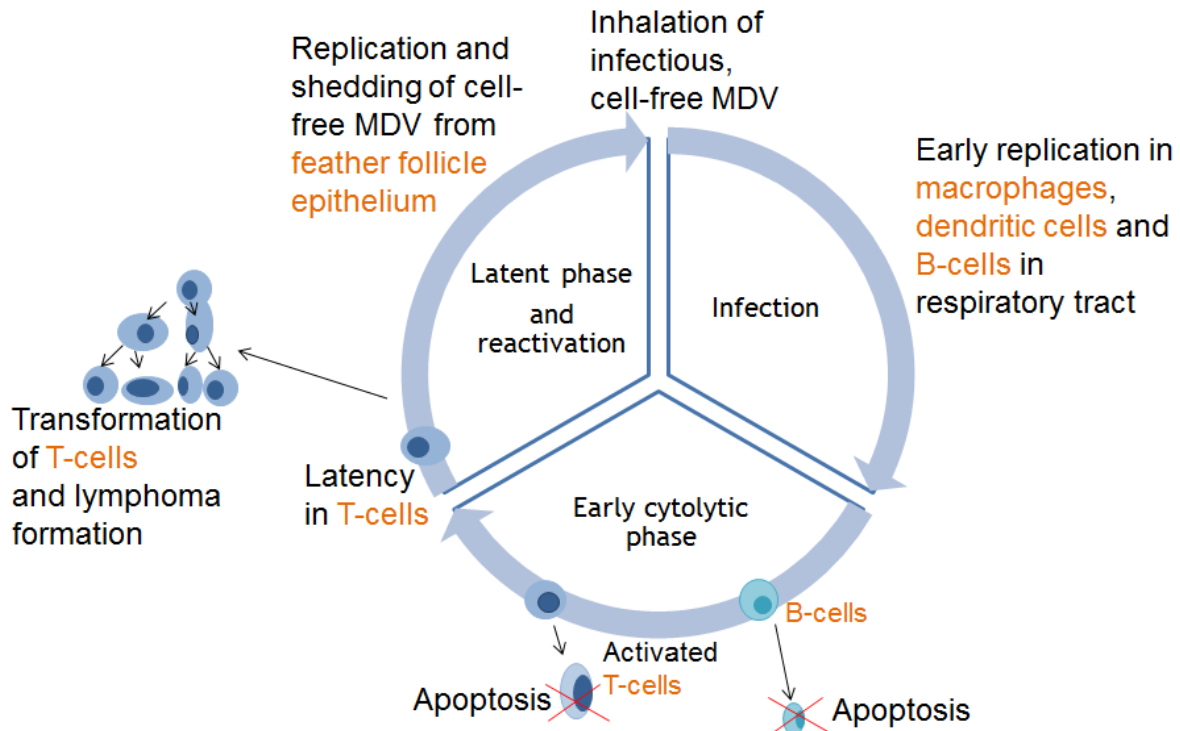 Inhalation of
infectious,
cell-free MDV
Replication and
shedding of cell-
free MDV from
feather follicle
epithelium
Early replication in
macrophages,
dendritic cells and
B-cells in
respiratory tract
Latent phase
and
reactivation
Infection
Early cytolytic
phase
Transformation
of T-cells
and lymphoma
formation
Latency
in T-cells
B-cells
Activated
T-cells
Apoptosis
Apoptosis